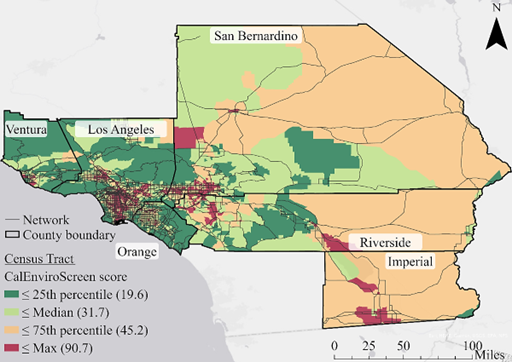 N
San Bernardino
Ventura
Los Angeles
Network
County boundary
Orange
Riverside
Imperial
Census Tract
CalEnviroScreen score
≤ 25th percentile (19.6)
≤ Median (31.7)
≤ 75th percentile (45.2)
≤ Max (90.7)
0 25 50 100
Miles